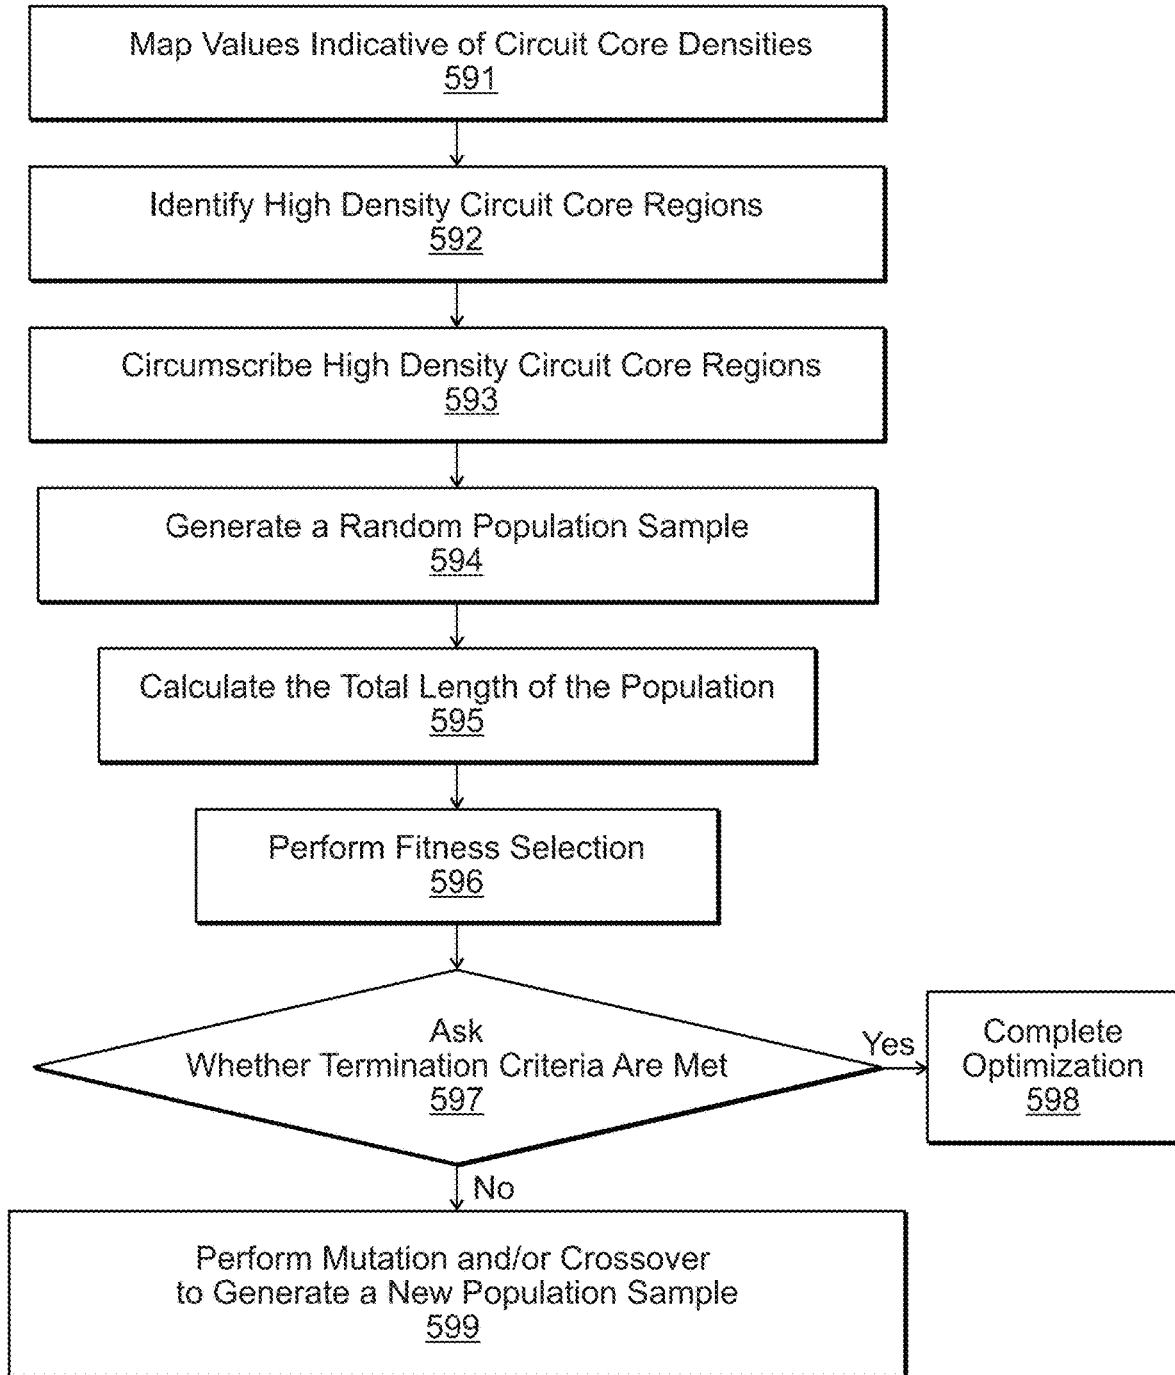 Map Values Indicative of Circuit Core Densities
591
Identify High Density Circuit Core Regions
592
Circumscribe High Density Circuit Core Regions
593
Generate a Random Population Sample
594
Calculate the Total Length of the Population
595
Perform Fitness Selection
596
Ask
Whether Termination Criteria Are Met
597
Yes
Complete
Optimization
598
No
Perform Mutation and/or Crossover
to Generate a New Population Sample
599